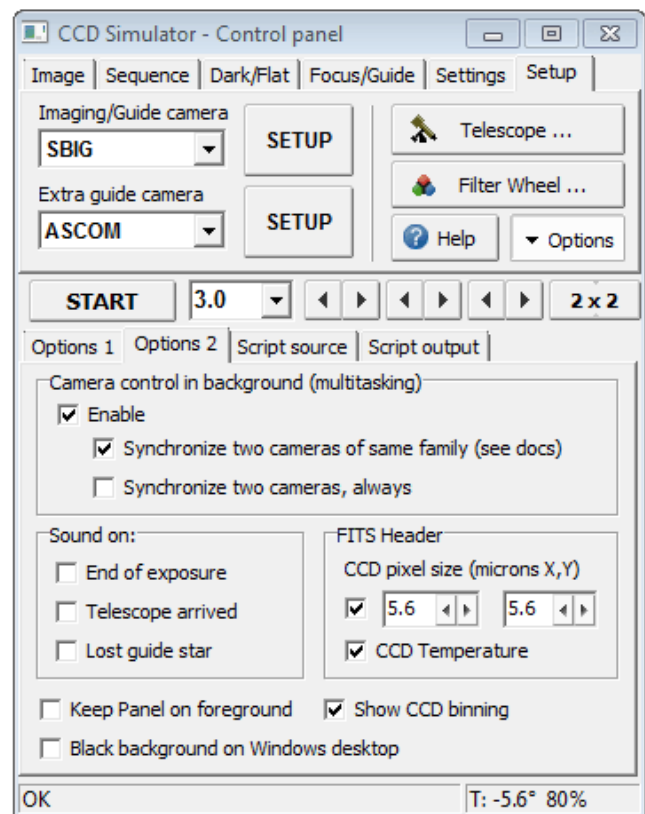 CCD Simulator - Control panel
Image Sequence Dark/Flat Focus/Guide Settings Setup
Imaging/Guide camera
SBIG SETUP Telescope ...
Filter Wheel ...
Extra guide camera
ASCOM SETUP Help Options
START 3.0 2 x 2
Options 1 Options 2 Script source Script output
Camera control in background (multitasking)
Enable
Synchronize two cameras of same family (see docs)
Synchronize two cameras, always
Sound on:
End of exposure
Telescope arrived
Lost guide star
FITS Header
CCD pixel size (microns X,Y)
5.6 5.6
CCD Temperature
Keep Panel on foreground Show CCD binning
Black background on Windows desktop
OK T: -5.6° 80%